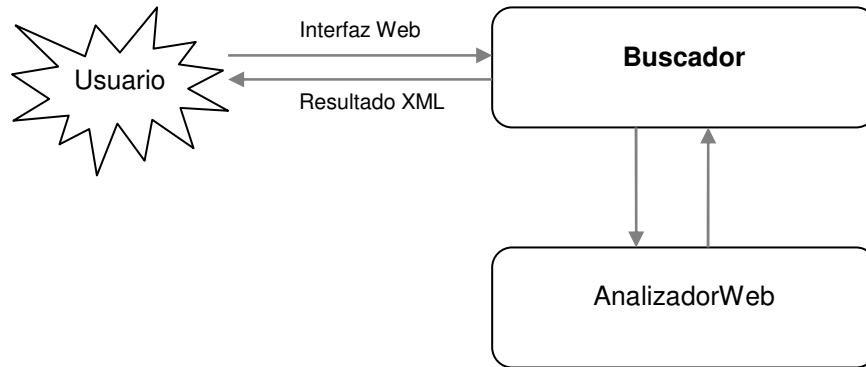 Interfaz Web
Buscador
Usuario
Resultado XML
AnalizadorWeb